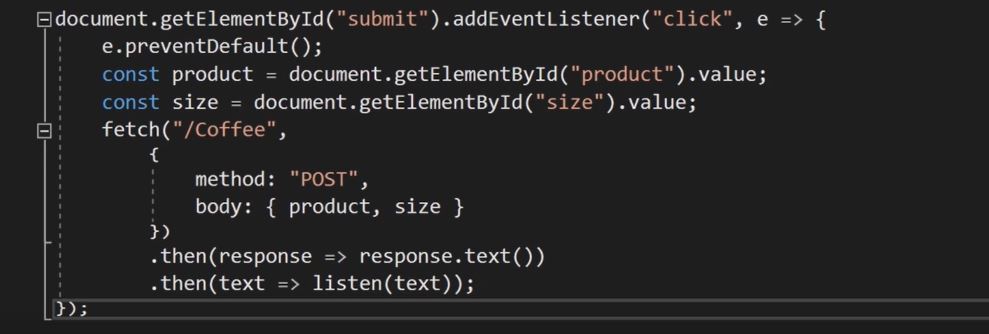 document.getElementById("submit").addEventListener("click", e => {
e.preventDefault();
const product = document.getElementById("product").value;
const size = document.getElementById("size").value;
fetch("/Coffee",
{
method: "POST",
body: { product, size }
})
.then(response => response.text())
.then(text => listen(text));
});